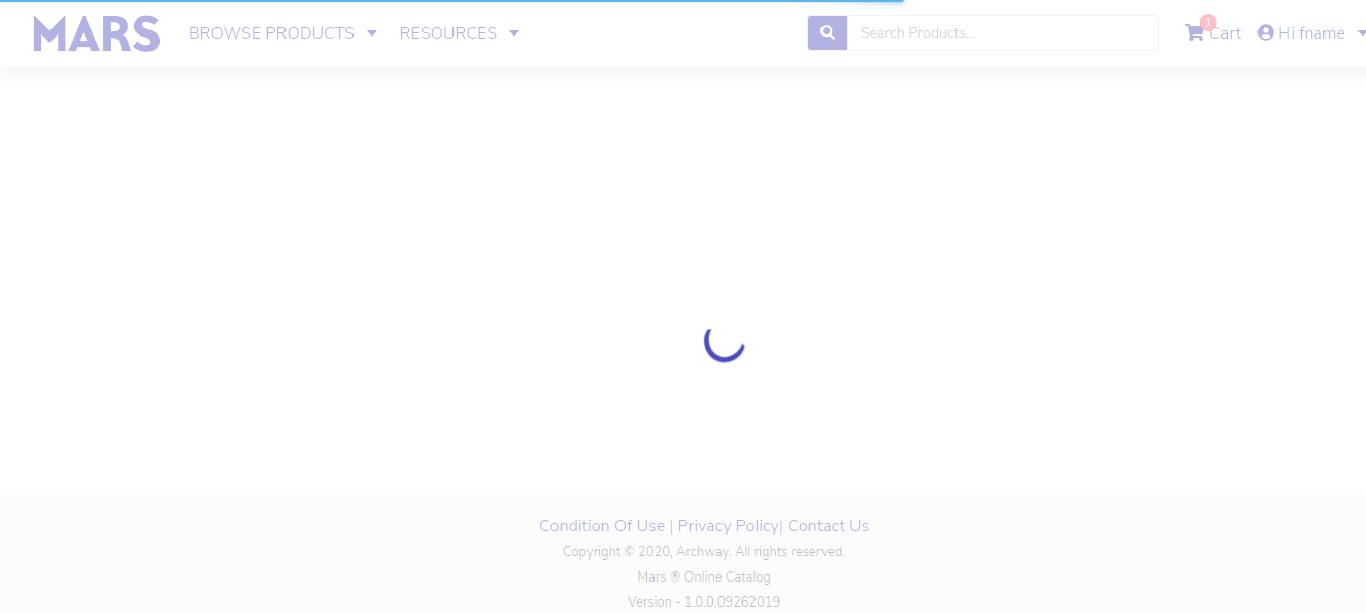 MARS BROWSE PRODUCTS RESOURCES Search Products... 1 Cart Hi fname
Condition Of Use | Privacy Policy| Contact Us
Copyright © 2020, Archway. All rights reserved.
Mars ® Online Catalog
Version - 1.0.0.09262019